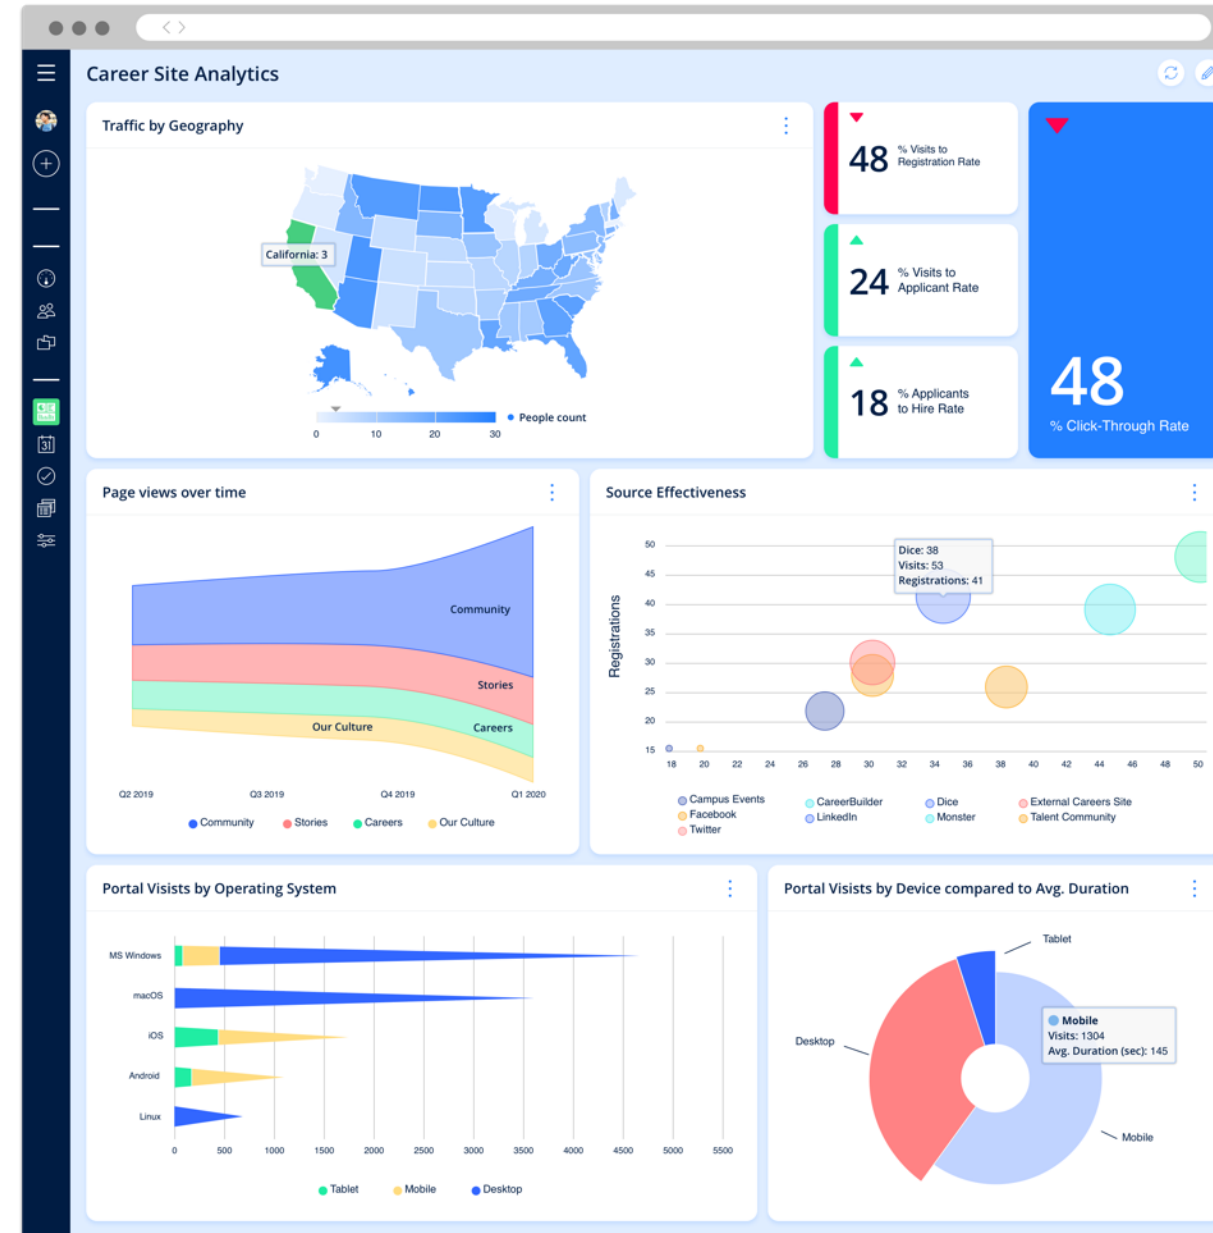 Career Site Analytics
Traffic by Geography
California: 3
0 10 20 30
People count
48 % Visits to
Registration Rate
24 % Visits to
Applicant Rate
18 % Applicants
to Hire Rate
48
% Click-Through Rate
31
Page views over time
Community
Stories
Our Culture
Careers
Q2 2019 Q3 2019 Q4 2019 Q1 2020
Community Stories Careers Our Culture
Source Effectiveness
Registrations
50
45
40
35
30
25
20
15
Dice: 38
Visits: 53
Registrations: 41
18 20 22 24 26 28 30 32 34 36 38 40 42 44 46 48 50
Campus Events CareerBuilder Dice External Careers Site
Facebook LinkedIn Monster Talent Community
Twitter
Portal Visists by Operating System
MS Windows
macOS
iOS
Android
Linux
0 500 1000 1500 2000 2500 3000 3500 4000 4500 5000 5500
Tablet Mobile Desktop
Portal Visists by Device compared to Avg. Duration
Tablet
Mobile
Visits: 1304
Avg. Duration (sec): 145
Desktop
Mobile